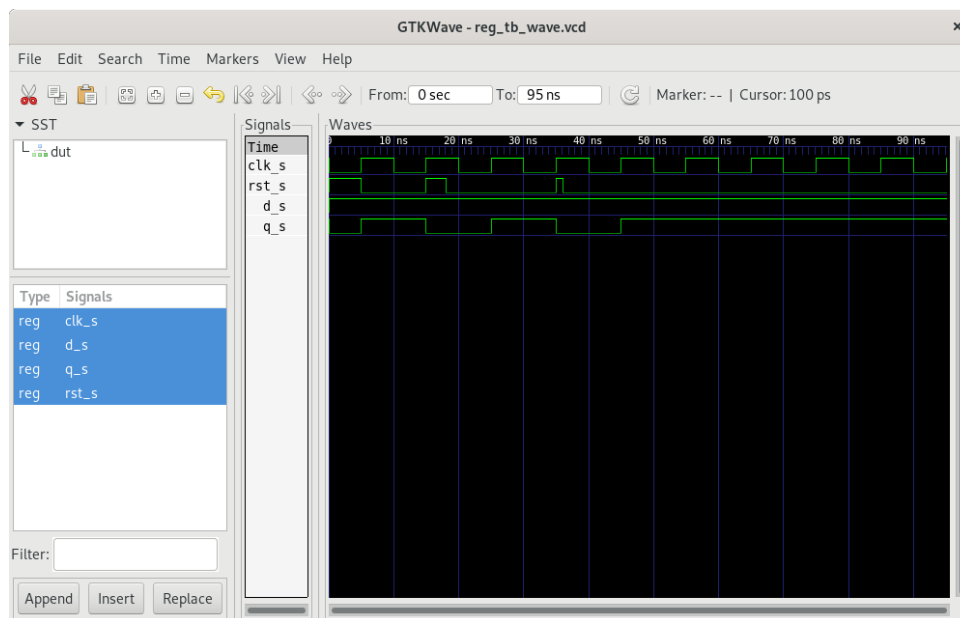 GTKWave - reg_tb_wave.vcd
File Edit Search Time Markers View Help
From: 0 sec To: 95 ns Marker: -- | Cursor: 100 ps
SST
dut
Type Signals
reg clk_s
reg d_s
reg q_s
reg rst_s
Filter:
Append Insert Replace
Signals
Time
clk_s
rst_s
d_s
q_s
Waves
10 ns 20 ns 30 ns 40 ns 50 ns 60 ns 70 ns 80 ns 90 ns